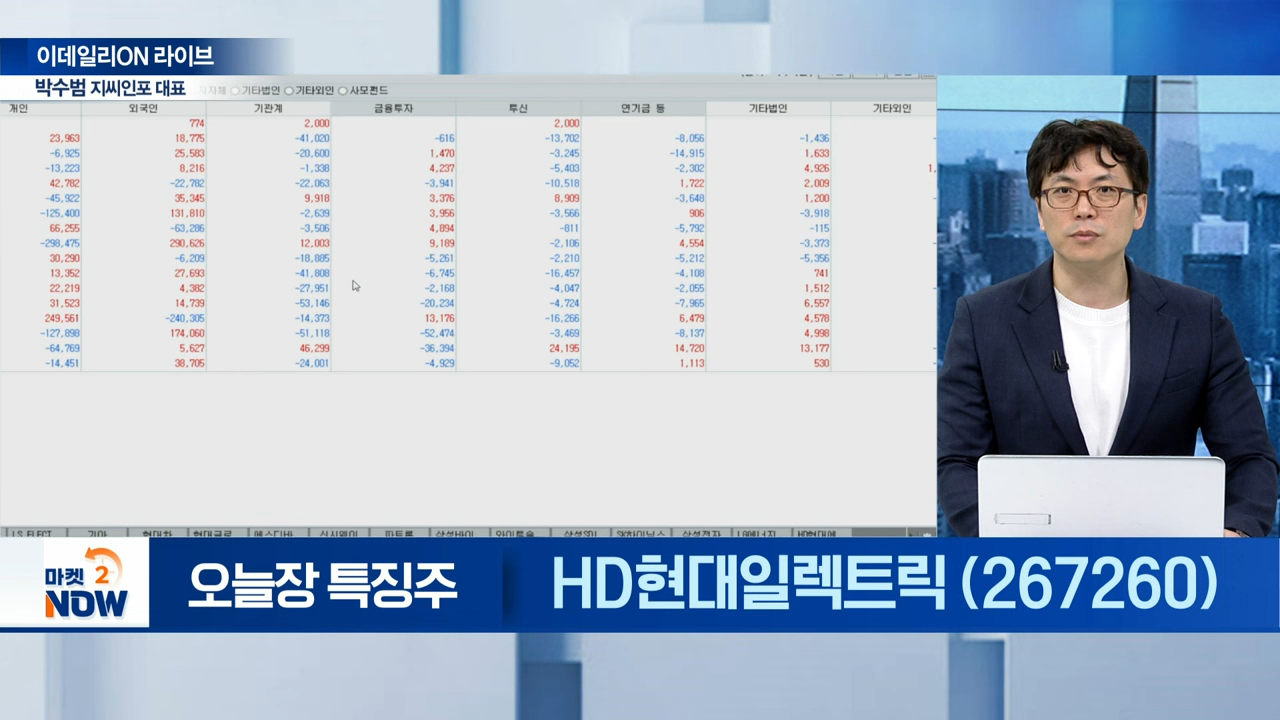 이데일리ON 라이브
박수범 지씨인포 대표
기타법인 기타외인 사모펀드
개인 외국인 기관계 금융투자 투신 연기금 등 기타법인 기타외인
774 2,000 2,000
23,963 18,775 -41,020 -616 -13,702 -8,056 -1,436
-6,925 25,583 -20,600 1,470 -3,245 -14,915 1,633
-13,223 8,216 -1,338 4,237 -5,403 -2,302 4,926 1,
42,782 -22,782 -22,063 -3,941 -10,518 1,722 2,009
-45,922 35,345 9,918 3,376 8,909 -3,648 1,200
-125,400 131,810 -2,639 3,956 -3,566 906 -3,918
66,255 -63,286 -3,506 4,894 -811 -5,792 -115
-298,475 290,626 12,003 9,189 -2,106 4,554 -3,373
30,290 -6,209 -18,885 -5,261 -2,210 -5,212 -5,356
13,352 27,693 -41,808 -6,745 -16,457 -4,108 741
22,219 4,382 -27,951 -2,168 -4,047 -2,055 1,512
31,523 14,739 -53,146 -20,234 -4,724 -7,965 6,557
249,561 -240,305 -14,373 13,176 -16,266 6,479 4,578
-127,898 174,060 -51,118 -52,474 -3,469 -8,137 4,998
-64,769 5,627 46,299 -36,394 24,195 14,720 13,177
-14,451 38,705 -24,001 -4,929 -9,052 1,113 530
마켓 2
NOW
오늘장 특징주
HD현대일렉트릭 (267260)